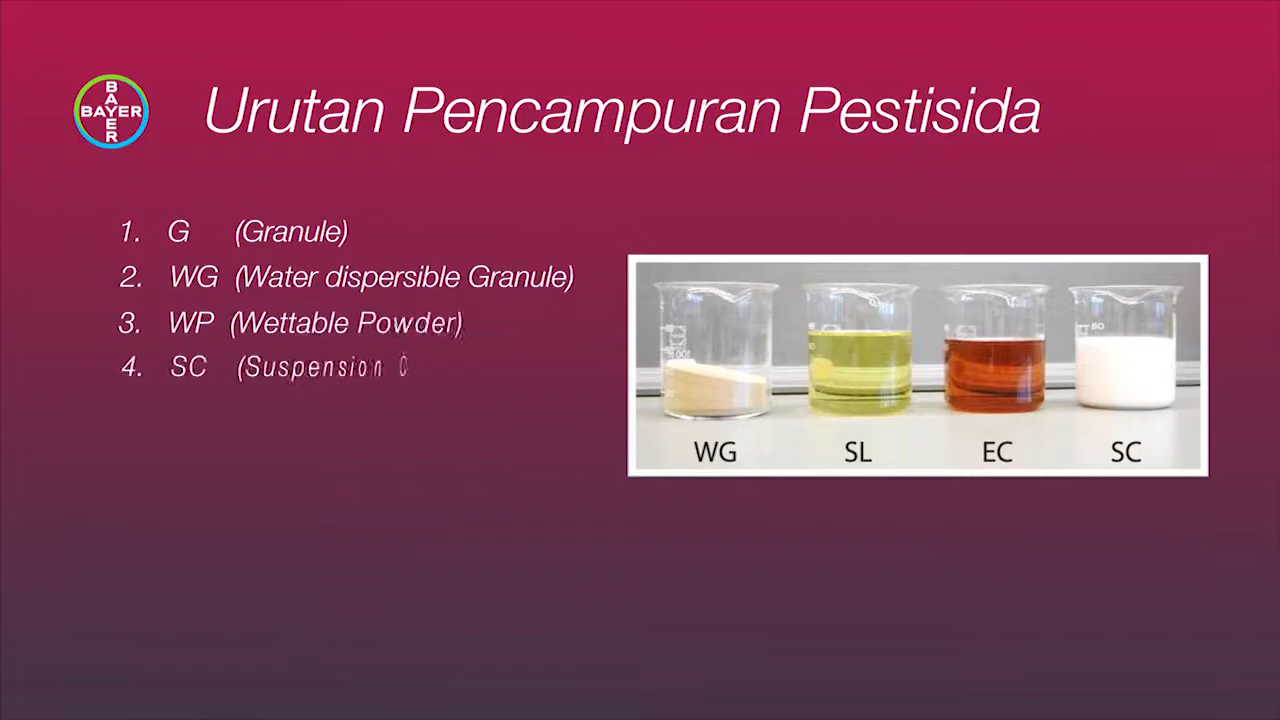 BAYER
BAYER
Urutan Pencampuran Pestisida
1. G (Granule)
2. WG (Water dispersible Granule)
3. WP (Wettable Powder)
4. SC (Suspension
WG SL EC SC